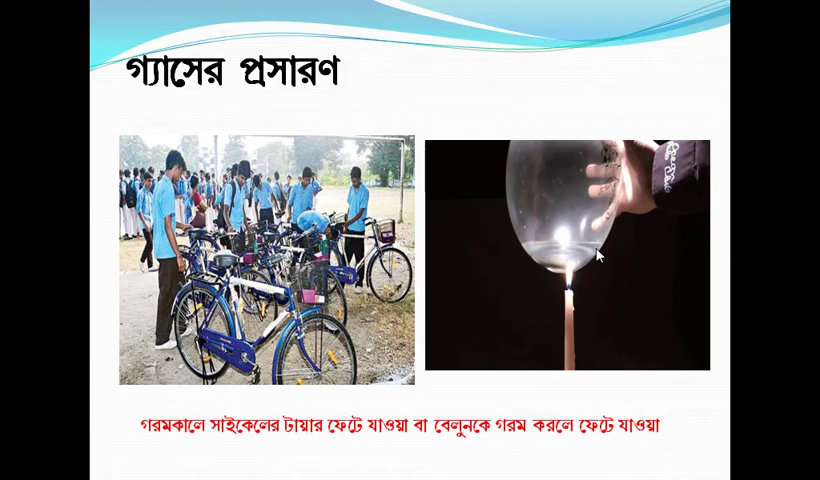 গ্যাসের প্রসারণ
গরমকালে সাইকেলের টায়ার ফেটে যাওয়া বা বেলুনকে গরম করলে ফেটে যাওয়া